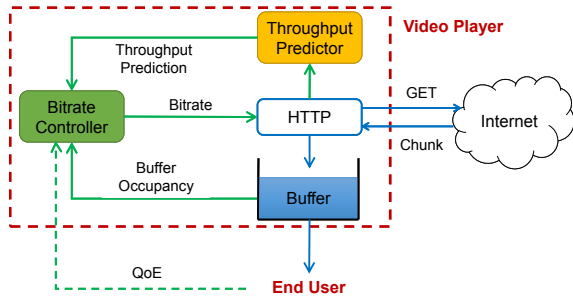 Throughput
Predictor
Video Player
Throughput
Prediction
GET
Bitrate
Controller
Bitrate
HTTP
Internet
Chunk
Buffer
Occupancy
Buffer
QoE
End User